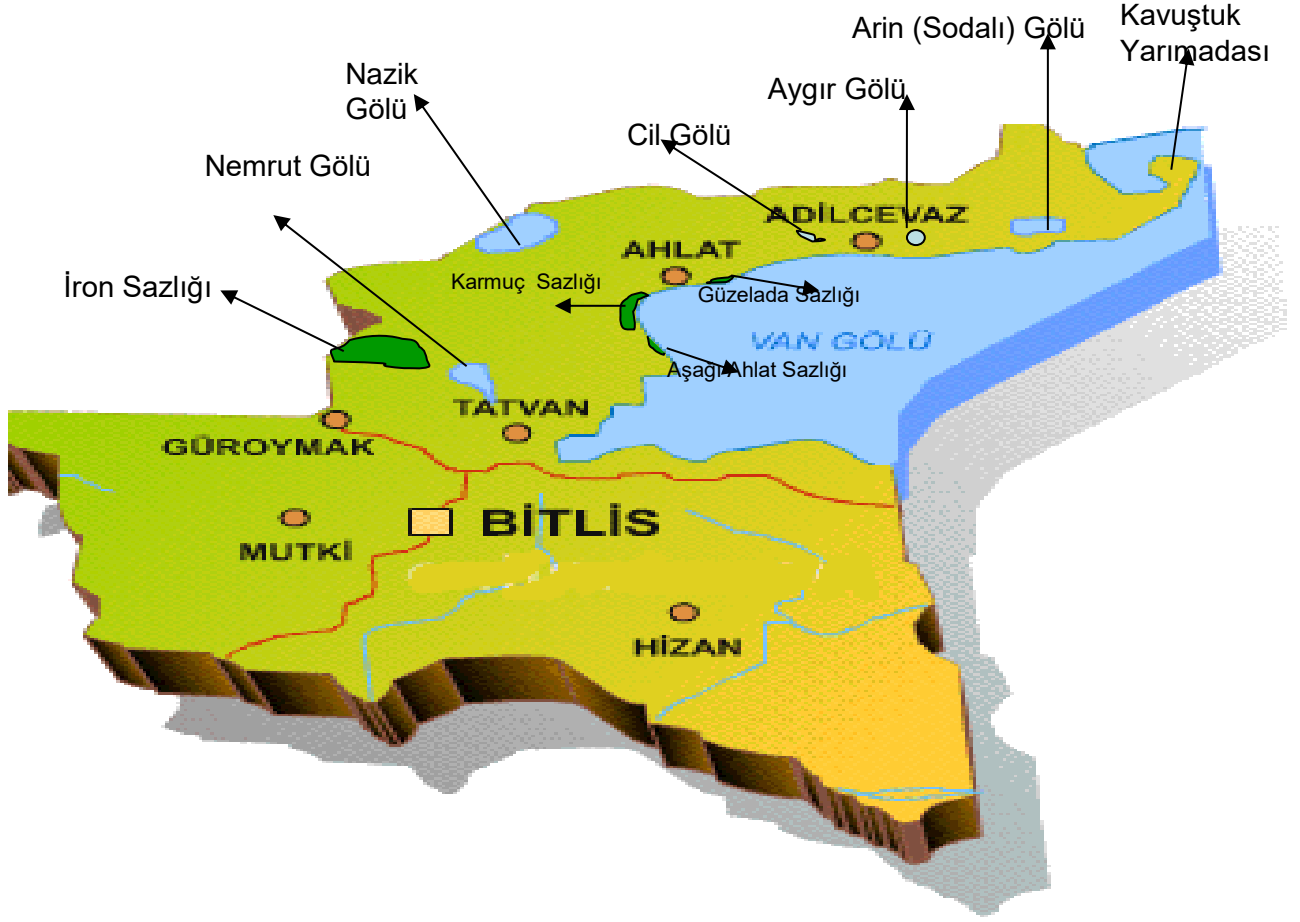 Kavuştuk
Yarımadası
Arin (Sodalı) Gölü
Nazik
Gölü
Aygır Gölü
Cil Gölü
Nemrut Gölü
ADİLCEVAZ
AHLAT
İron Sazlığı
Karmuç Sazlığı
Güzelada Sazlığı
VAN GÖLÜ
Aşağı Ahlat Sazlığı
TATVAN
GÜROYMAK
BİTLİS
MUTKİ
HİZAN